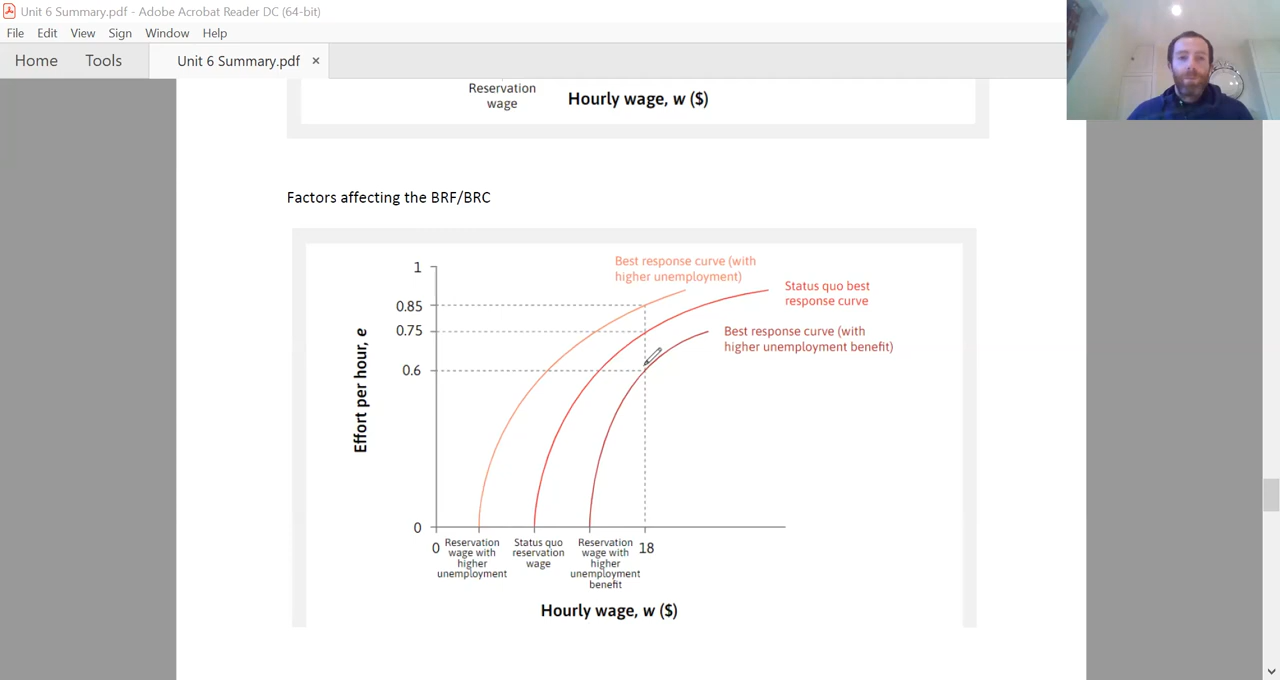 Unit 6 Summary.pdf - Adobe Acrobat Reader DC (64-bit)
File Edit View Sign Window Help
Home Tools Unit 6 Summary.pdf ×
Reservation
wage
Hourly wage, w ($)
Factors affecting the BRF/BRC
Best response curve (with
higher unemployment)
Status quo best
response curve
Best response curve (with
higher unemployment benefit)
1
0.85
0.75
0.6
0
Effort per hour, e
0
Reservation
wage with
higher
unemployment
Status quo
reservation
wage
Reservation
wage with
higher
unemployment
benefit
18
Hourly wage, w ($)